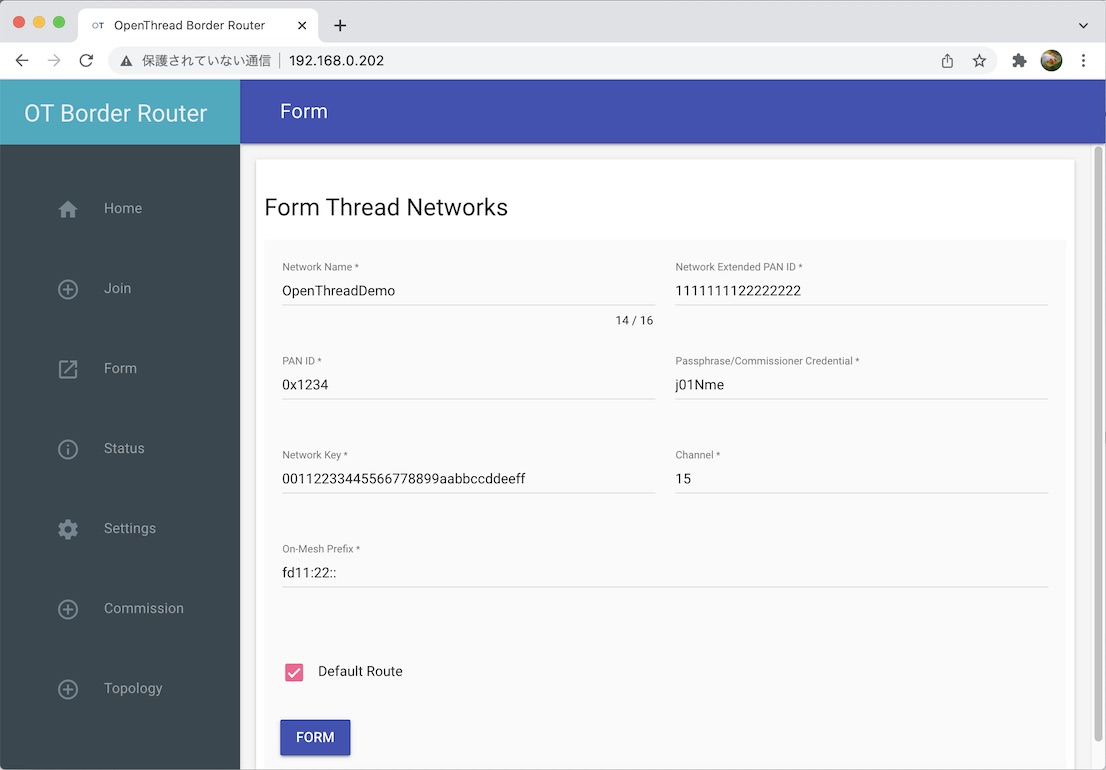 OT OpenThread Border Router
保護されていない通信 192.168.0.202
OT Border Router
Form
Home
Join
Form
Status
Settings
Commission
Topology
Form Thread Networks
Network Name *
OpenThreadDemo
14 / 16
Network Extended PAN ID *
1111111122222222
PAN ID *
0x1234
Passphrase/Commissioner Credential *
j01Nme
Network Key *
00112233445566778899aabbccddeeff
Channel *
15
On-Mesh Prefix *
fd11:22::
Default Route
FORM